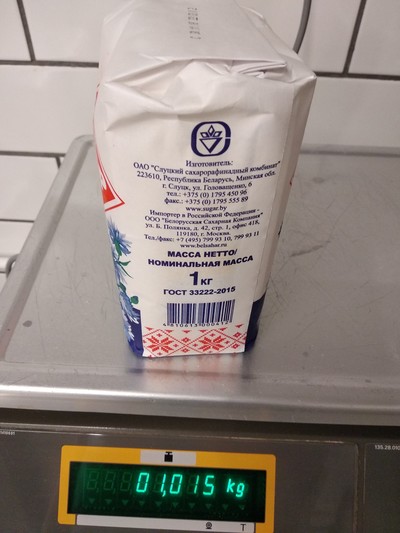 Изготовитель:
ОАО "Слуцкий сахарорафинадный комбинат"
223610, Республика Беларусь, Минская обл.
г. Слуцк, ул. Головащенко, 6
тел.: +375 (0) 1795 450 96
факс.: +375 (0) 1795 555 89
www.sugar.by
Импортер в Российской Федерации -
ООО "Белорусская Сахарная Компания"
ул. Б. Полянка, д. 42, стр. 1, офис 418,
119180, г. Москва.
Тел./факс: +7 (495) 799 93 10, 799 93 11
www.belsahar.ru
МАССА НЕТТО/
НОМИНАЛЬНАЯ МАССА
1 кг
ГОСТ 33222-2015
01,015 kg
T